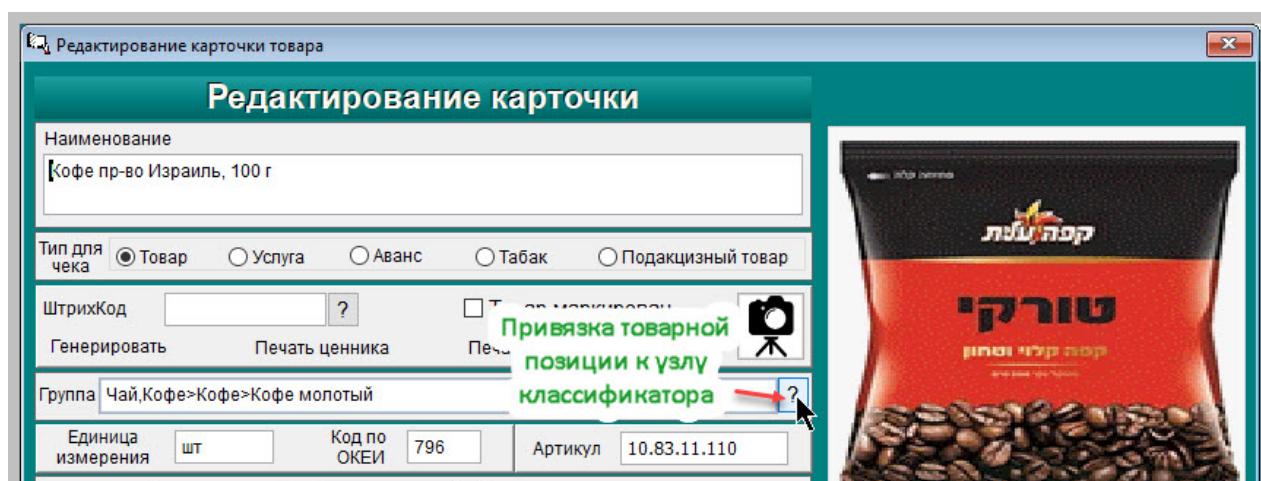 Редактирование карточки товара
Редактирование карточки
Наименование
Кофе пр-во Израиль, 100 г
Тип для чека
Товар
Услуга
Аванс
Табак
Подакцизный товар
ШтрихКод
?
Привязка товарной
позиции к узлу
классификатора
Генерировать
Печать ценника
Группа
Чай,Кофе>Кофе>Кофе молотый
?
Единица
измерения
шт
Код по
ОКЕИ
796
Артикул
10.83.11.110
קפה עלית
טורקי
קפה קלוי וטחון